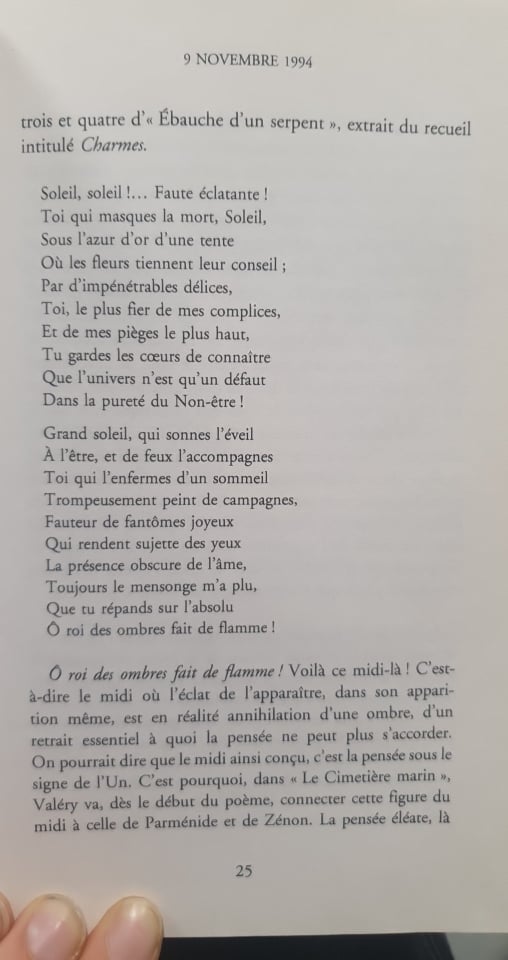 9 NOVEMBRE 1994
trois et quatre d'« Ébauche d'un serpent », extrait du recueil
intitulé Charmes.
Soleil, soleil !… Faute éclatante !
Toi qui masques la mort, Soleil,
Sous l'azur d'or d'une tente
Où les fleurs tiennent leur conseil ;
Par d'impénétrables délices,
Toi, le plus fier de mes complices,
Et de mes pièges le plus haut,
Tu gardes les cœurs de connaître
Que l'univers n'est qu'un défaut
Dans la pureté du Non-être !
Grand soleil, qui sonnes l'éveil
À l'être, et de feux l'accompagnes
Toi qui l'enfermes d'un sommeil
Trompeusement peint de campagnes,
Fauteur de fantômes joyeux
Qui rendent sujette des yeux
La présence obscure de l'âme,
Toujours le mensonge m'a plu,
Que tu répands sur l'absolu
Ô roi des ombres fait de flamme !
Ô roi des ombres fait de flamme ! Voilà ce midi-là ! C'est-
à-dire le midi où l'éclat de l'apparaître, dans son appari-
tion même, est en réalité annihilation d'une ombre, d'un
retrait essentiel à quoi la pensée ne peut plus s'accorder.
On pourrait dire que le midi ainsi conçu, c'est la pensée sous le
signe de l'Un. C'est pourquoi, dans « Le Cimetière marin »,
Valéry va, dès le début du poème, connecter cette figure du
midi à celle de Parménide et de Zénon. La pensée éléate, là
25